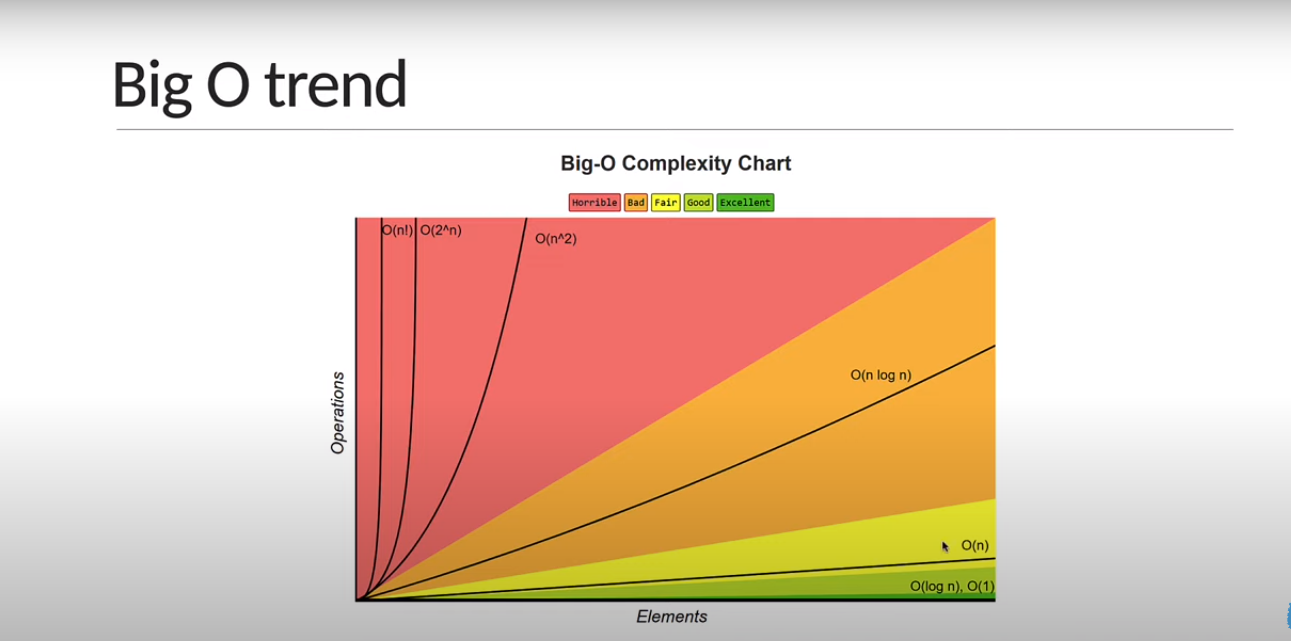 Big O trend
Big-O Complexity Chart
Horrible Bad Fair Good Excellent
O(n!) O(2^n)
O(n^2)
O(n log n)
O(n)
O(log n), O(1)
Operations
Elements